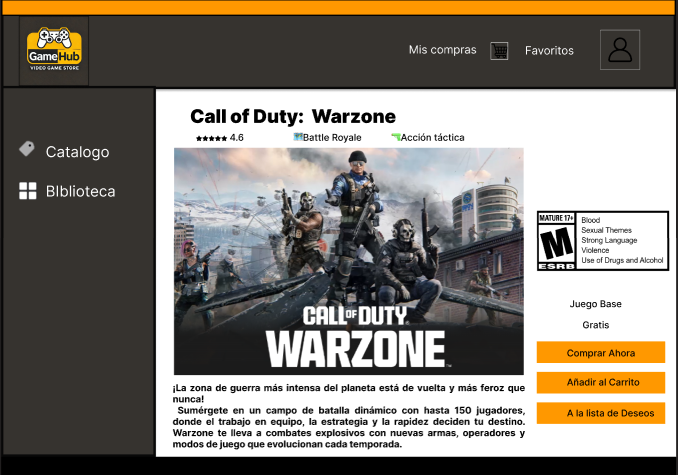 GameHub
VIDEO GAME STORE
Mis compras
Favoritos
Catalogo
BIblioteca
Call of Duty: Warzone
★★★★★ 4.6
Battle Royale
Acción táctica
CALL OF DUTY
WARZONE
MATURE 17+
M
ESRB
Blood
Sexual Themes
Strong Language
Violence
Use of Drugs and Alcohol
Juego Base
Gratis
Comprar Ahora
Añadir al Carrito
A la lista de Deseos
¡La zona de guerra más intensa del planeta está de vuelta y más feroz que
nunca!
Sumérgete en un campo de batalla dinámico con hasta 150 jugadores,
donde el trabajo en equipo, la estrategia y la rapidez deciden tu destino.
Warzone te lleva a combates explosivos con nuevas armas, operadores y
modos de juego que evolucionan cada temporada.